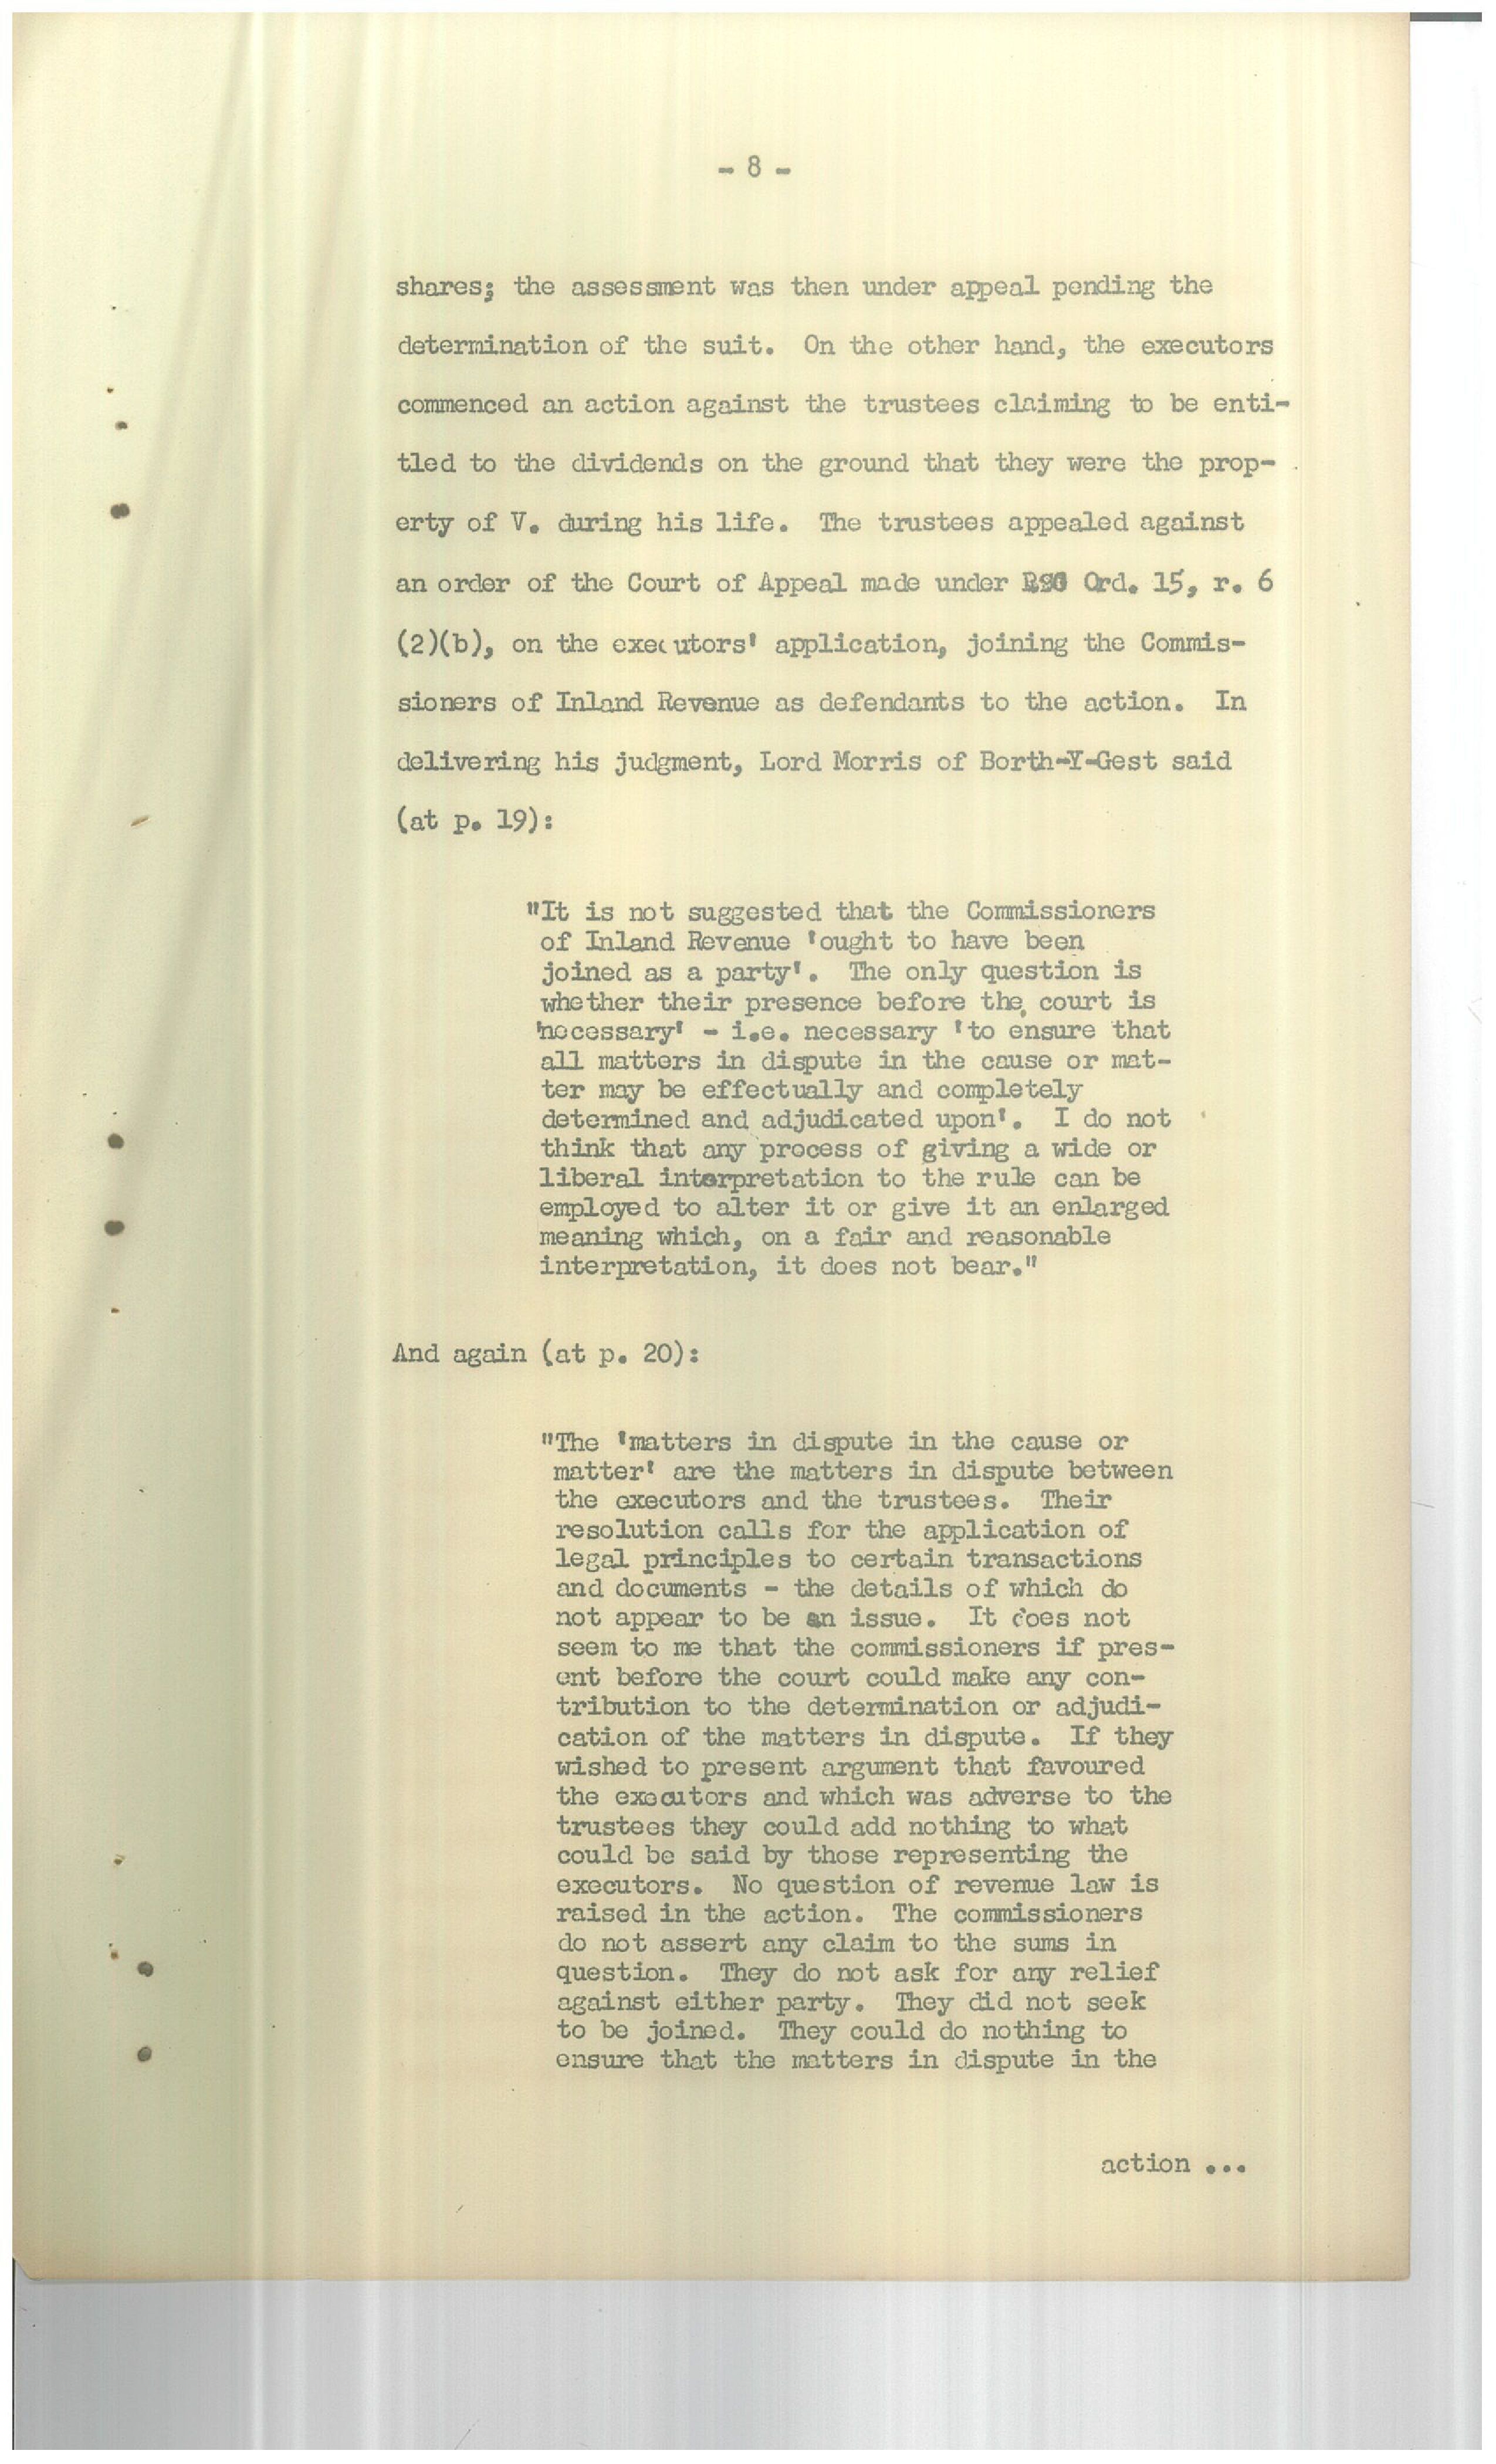 - 8 -
shares; the assessment was then under appeal pending the
determination of the suit. On the other hand, the executors
commenced an action against the trustees claiming to be enti-
tled to the dividends on the ground that they were the prop-
erty of V. during his life. The trustees appealed against
an order of the Court of Appeal made under Ord. 15, r. 6
(2)(b), on the executors' application, joining the Commis-
sioners of Inland Revenue as defendants to the action. In
delivering his judgment, Lord Morris of Borth-Y-Gest said
(at p. 19):
"It is not suggested that the Commissioners
of Inland Revenue 'ought to have been
joined as a party'. The only question is
whether their presence before the court is
'necessary' - i.e. necessary 'to ensure that
all matters in dispute in the cause or mat-
ter may be effectually and completely
determined and adjudicated upon'. I do not
think that any process of giving a wide or
liberal interpretation to the rule can be
employed to alter it or give it an enlarged
meaning which, on a fair and reasonable
interpretation, it does not bear."
And again (at p. 20):
"The 'matters in dispute in the cause or
matter' are the matters in dispute between
the executors and the trustees. Their
resolution calls for the application of
legal principles to certain transactions
and documents - the details of which do
not appear to be an issue. It does not
seem to me that the commissioners if pres-
ent before the court could make any con-
tribution to the determination or adjudi-
cation of the matters in dispute. If they
wished to present argument that favoured
the executors and which was adverse to the
trustees they could add nothing to what
could be said by those representing the
executors. No question of revenue law is
raised in the action. The commissioners
do not assert any claim to the sums in
question. They do not ask for any relief
against either party. They did not seek
to be joined. They could do nothing to
ensure that the matters in dispute in the
action ...